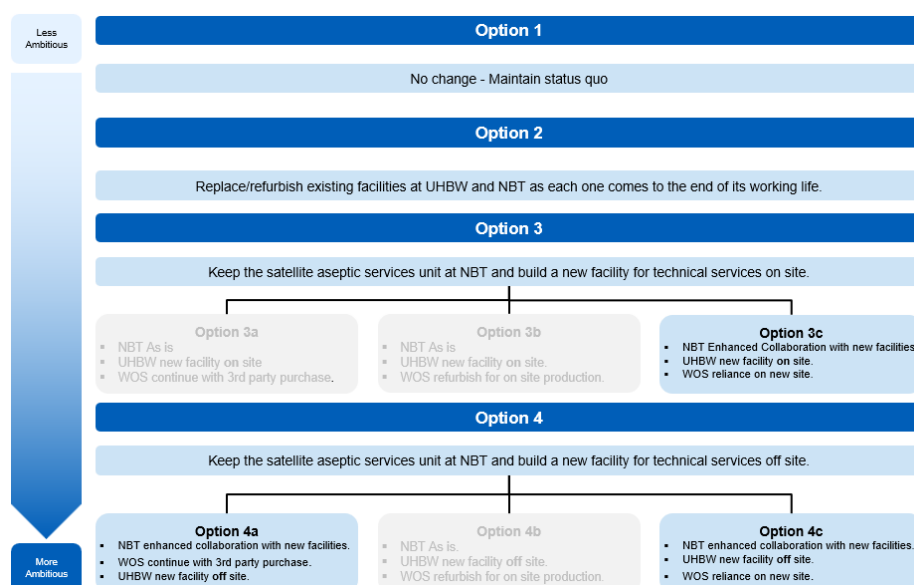 Less
Ambitious
Option 1
No change - Maintain status quo
Option 2
Replace/refurbish existing facilities at UHBW and NBT as each one comes to the end of its working life.
Option 3
Keep the satellite aseptic services unit at NBT and build a new facility for technical services on site.
Option 3a
▪ NBT As is
▪ UHBW new facility on site
▪ WOS continue with 3rd party purchase.
Option 3b
▪ NBT As is
▪ UHBW new facility on site.
▪ WOS refurbish for on site production.
Option 3c
▪ NBT Enhanced Collaboration with new facilities
▪ UHBW new facility on site.
▪ WOS reliance on new site.
Option 4
Keep the satellite aseptic services unit at NBT and build a new facility for technical services off site.
Option 4a
▪ NBT enhanced collaboration with new facilities.
▪ WOS continue with 3rd party purchase.
▪ UHBW new facility off site.
Option 4b
▪ NBT As is.
▪ UHBW new facility off site.
▪ WOS refurbish for on site production.
Option 4c
▪ NBT enhanced collaboration with new facilities.
▪ UHBW new facility off site.
▪ WOS reliance on new site.
More
Ambitious